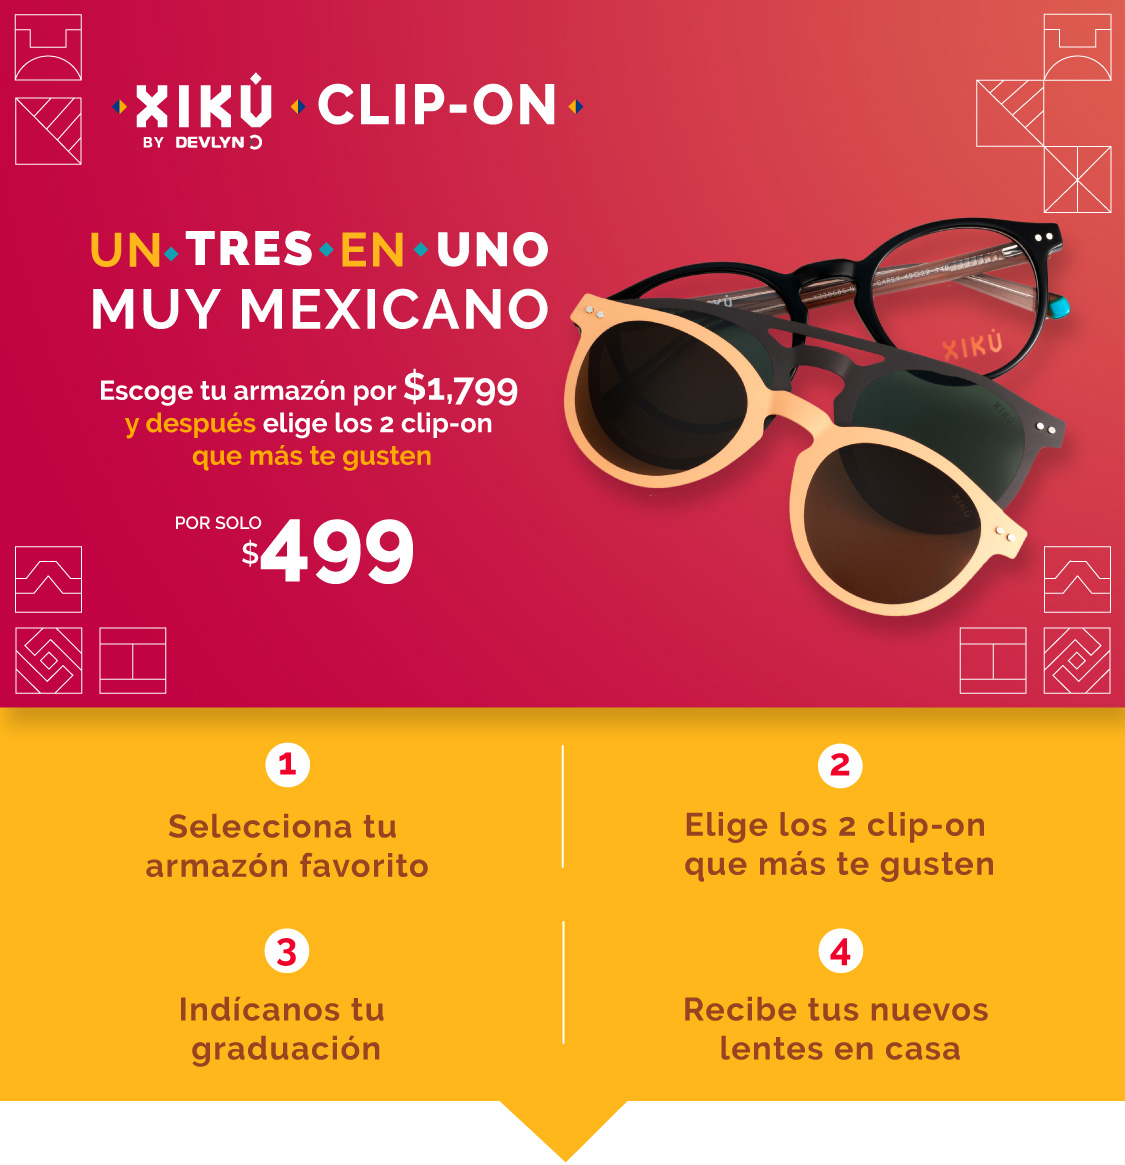 XIKÚ CLIP-ON
BY DEVLYN
UN TRES EN UNO
MUY MEXICANO
Escoge tu armazón por $1,799
y después elige los 2 clip-on
que más te gusten
POR SOLO
$499
XIKÚ
XIKÚ
XIKÚ
1
Selecciona tu
armazón favorito
2
Elige los 2 clip-on
que más te gusten
3
Indícanos tu
graduación
4
Recibe tus nuevos
lentes en casa